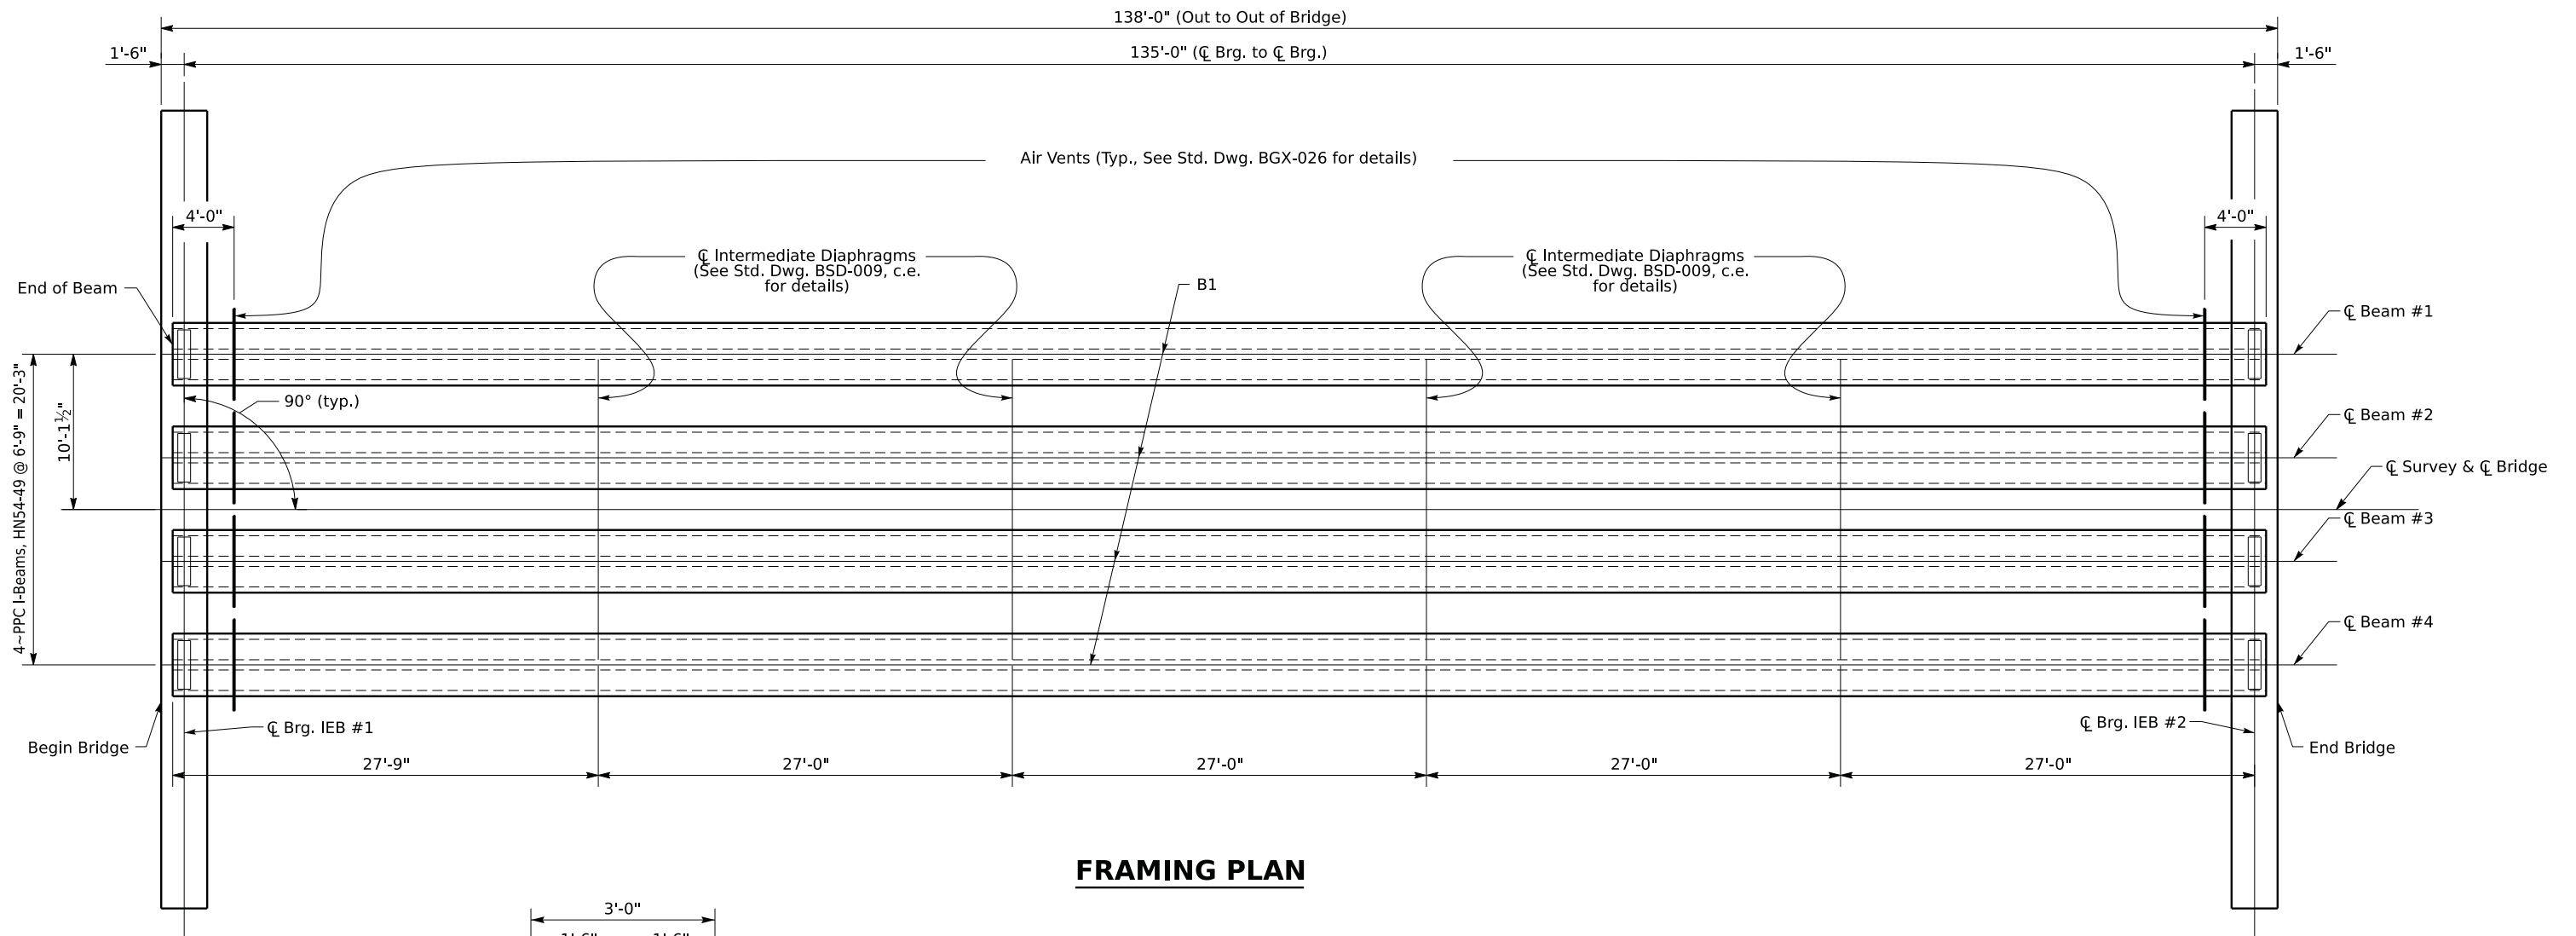 138'-0" (Out to Out of Bridge)
1'-6"
135'-0" (℄ Brg. to ℄ Brg.)
1'-6"
Air Vents (Typ., See Std. Dwg. BGX-026 for details)
4'-0"
4'-0"
℄ Intermediate Diaphragms
(See Std. Dwg. BSD-009, c.e.
for details)
℄ Intermediate Diaphragms
(See Std. Dwg. BSD-009, c.e.
for details)
B1
End of Beam
℄ Beam #1
4~PPC I-Beams, HN54-49 @ 6'-9" = 20'-3"
10'-1½"
90° (typ.)
℄ Beam #2
℄ Survey & ℄ Bridge
℄ Beam #3
℄ Beam #4
℄ Brg. IEB #1
℄ Brg. IEB #2
Begin Bridge
End Bridge
27'-9"
27'-0"
27'-0"
27'-0"
27'-0"
FRAMING PLAN
3'-0"
1'-6"
1'-6"